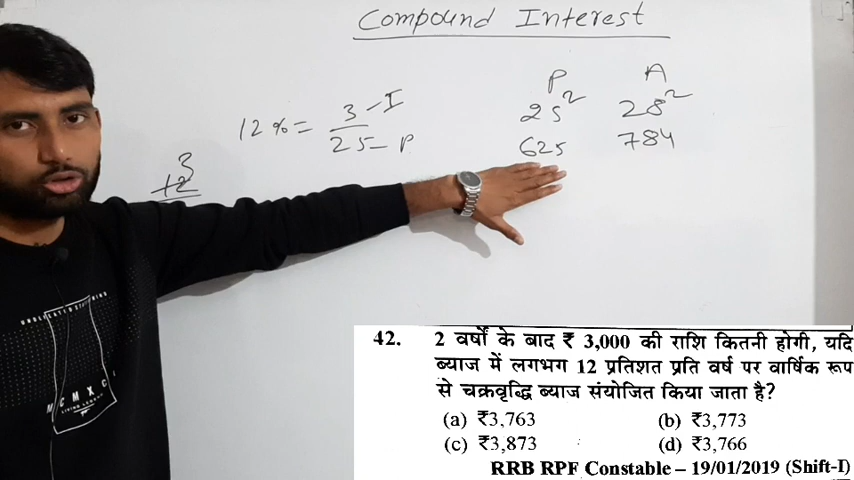 Compound Interest
P A
12%= 3-I 25² 28²
25-P 625 784
3
12
42. 2 वर्षों के बाद ₹ 3,000 की राशि कितनी होगी, यदि
ब्याज में लगभग 12 प्रतिशत प्रति वर्ष पर वार्षिक रूप
से चक्रवृद्धि ब्याज संयोजित किया जाता है?
(a) ₹3,763 (b) ₹3,773
(c) ₹3,873 (d) ₹3,766
RRB RPF Constable – 19/01/2019 (Shift-I)